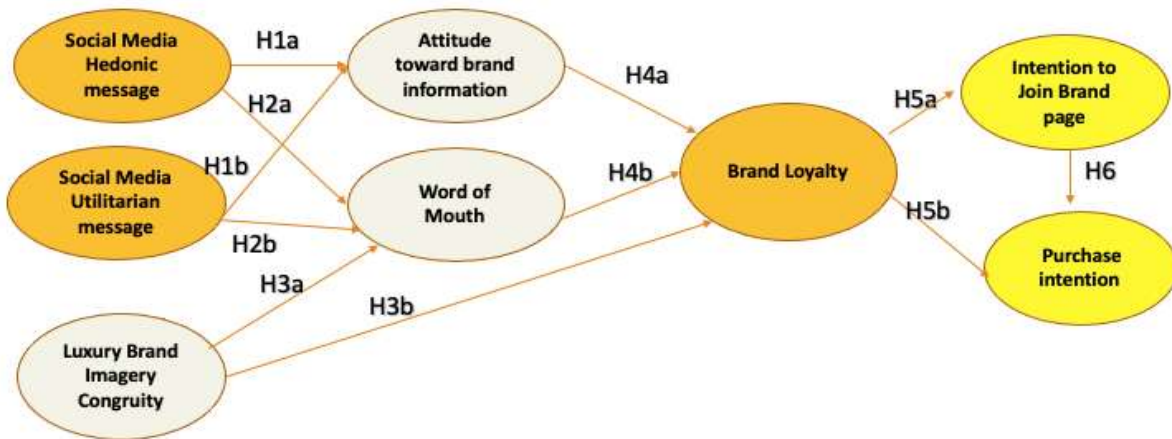 Social Media
Hedonic
message
H1a
Attitude
toward brand
information
H2a
H4a
Intention to
Join Brand
page
H5a
H1b
Social Media
Utilitarian
message
H2b
Word of
Mouth
H4b
Brand Loyalty
H6
H5b
H3a
H3b
Purchase
intention
Luxury Brand
Imagery
Congruity